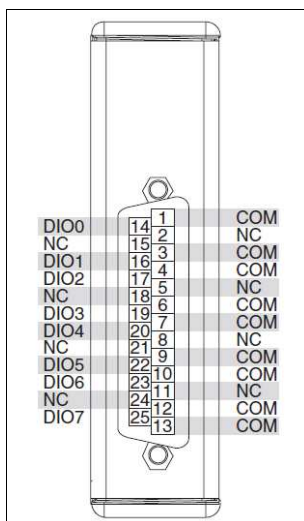 1 COM
DIO0 14 2 NC
NC 15 3 COM
DIO1 16 4 COM
DIO2 17 5 NC
NC 18 6 COM
DIO3 19 7 COM
DIO4 20 8 NC
NC 21 9 COM
DIO5 22 10 COM
DIO6 23 11 NC
NC 24 12 COM
DIO7 25 13 COM